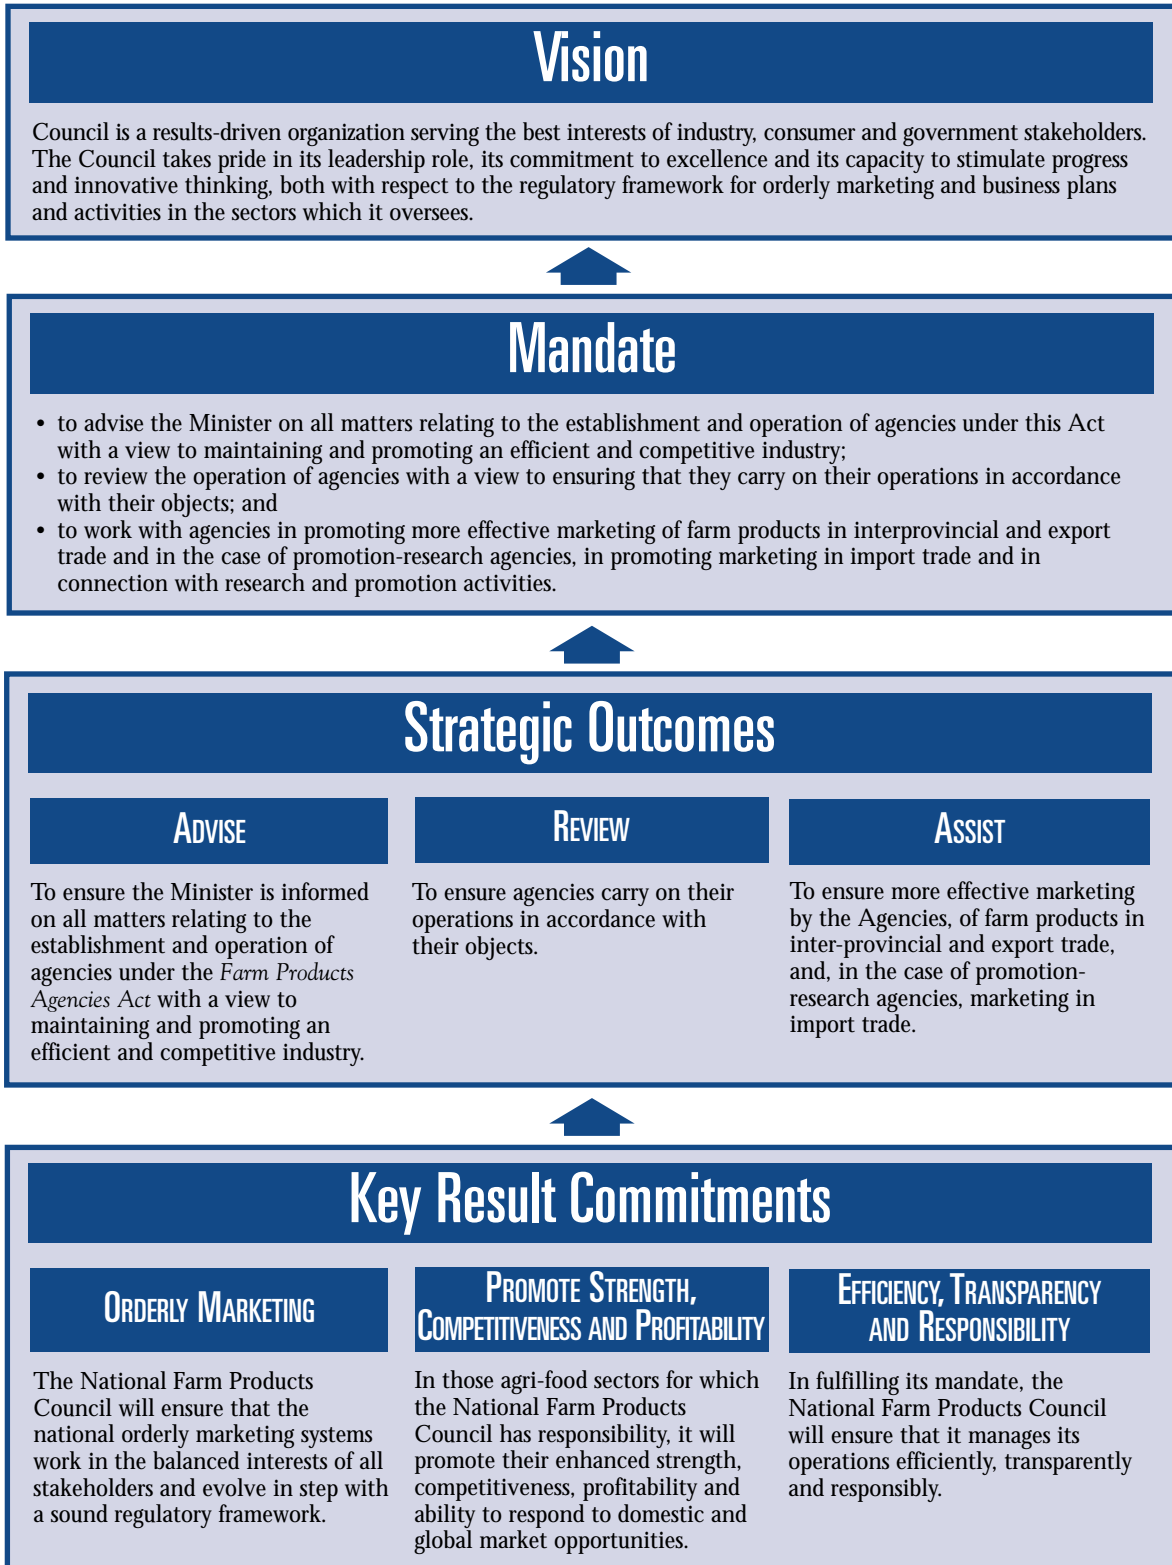 Vision
Council is a results-driven organization serving the best interests of industry, consumer and government stakeholders.
The Council takes pride in its leadership role, its commitment to excellence and its capacity to stimulate progress
and innovative thinking, both with respect to the regulatory framework for orderly marketing and business plans
and activities in the sectors which it oversees.
Mandate
• to advise the Minister on all matters relating to the establishment and operation of agencies under this Act
with a view to maintaining and promoting an efficient and competitive industry;
• to review the operation of agencies with a view to ensuring that they carry on their operations in accordance
with their objects; and
• to work with agencies in promoting more effective marketing of farm products in interprovincial and export
trade and in the case of promotion-research agencies, in promoting marketing in import trade and in
connection with research and promotion activities.
Strategic Outcomes
ADVISE
To ensure the Minister is informed
on all matters relating to the
establishment and operation of
agencies under the Farm Products
Agencies Act with a view to
maintaining and promoting an
efficient and competitive industry.
REVIEW
To ensure agencies carry on their
operations in accordance with
their objects.
ASSIST
To ensure more effective marketing
by the Agencies, of farm products in
inter-provincial and export trade,
and, in the case of promotion-
research agencies, marketing in
import trade.
Key Result Commitments
ORDERLY MARKETING
The National Farm Products
Council will ensure that the
national orderly marketing systems
work in the balanced interests of all
stakeholders and evolve in step with
a sound regulatory framework.
PROMOTE STRENGTH,
COMPETITIVENESS AND PROFITABILITY
In those agri-food sectors for which
the National Farm Products
Council has responsibility, it will
promote their enhanced strength,
competitiveness, profitability and
ability to respond to domestic and
global market opportunities.
EFFICIENCY, TRANSPARENCY
AND RESPONSIBILITY
In fulfilling its mandate, the
National Farm Products Council
will ensure that it manages its
operations efficiently, transparently
and responsibly.